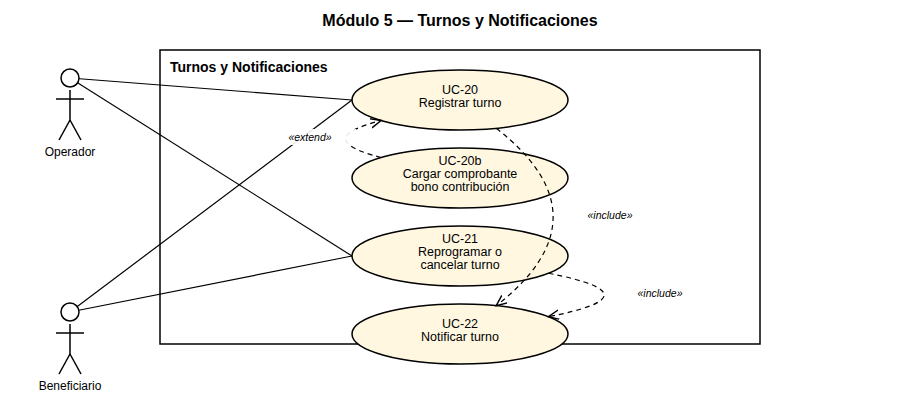 Módulo 5 — Turnos y Notificaciones
Turnos y Notificaciones
Operador
UC-20
Registrar turno
«extend»
UC-20b
Cargar comprobante
bono contribución
«include»
UC-21
Reprogramar o
cancelar turno
«include»
UC-22
Notificar turno
Beneficiario